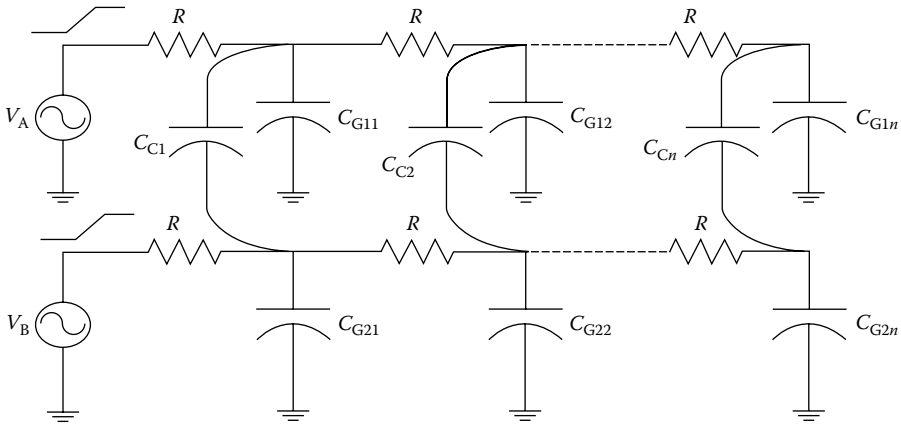 R R R
V_A C_C1 C_G11 C_C2 C_G12 C_Cn C_G1n
R R R
V_B C_G21 C_G22 C_G2n